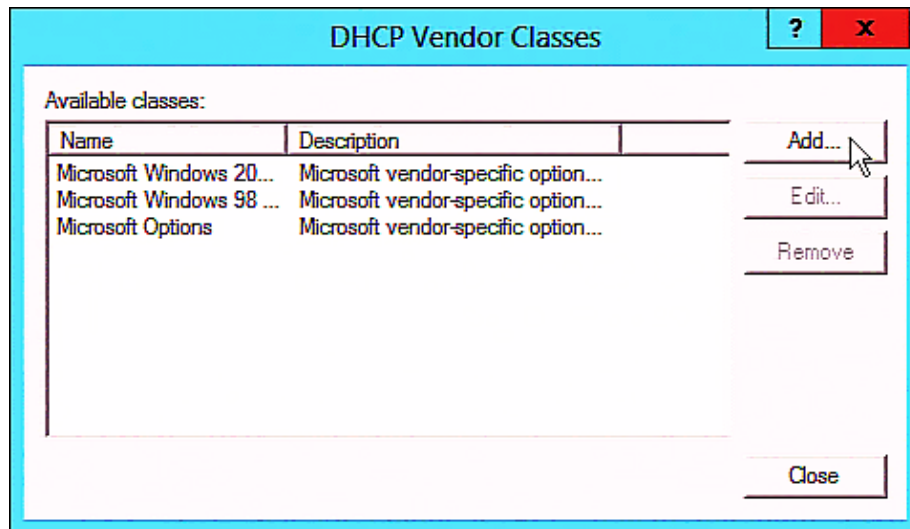 DHCP Vendor Classes ? x
Available classes:
Name Description Add...
Microsoft Windows 20... Microsoft vendor-specific option...
Microsoft Windows 98 ... Microsoft vendor-specific option... Edit...
Microsoft Options Microsoft vendor-specific option...
Remove
Close